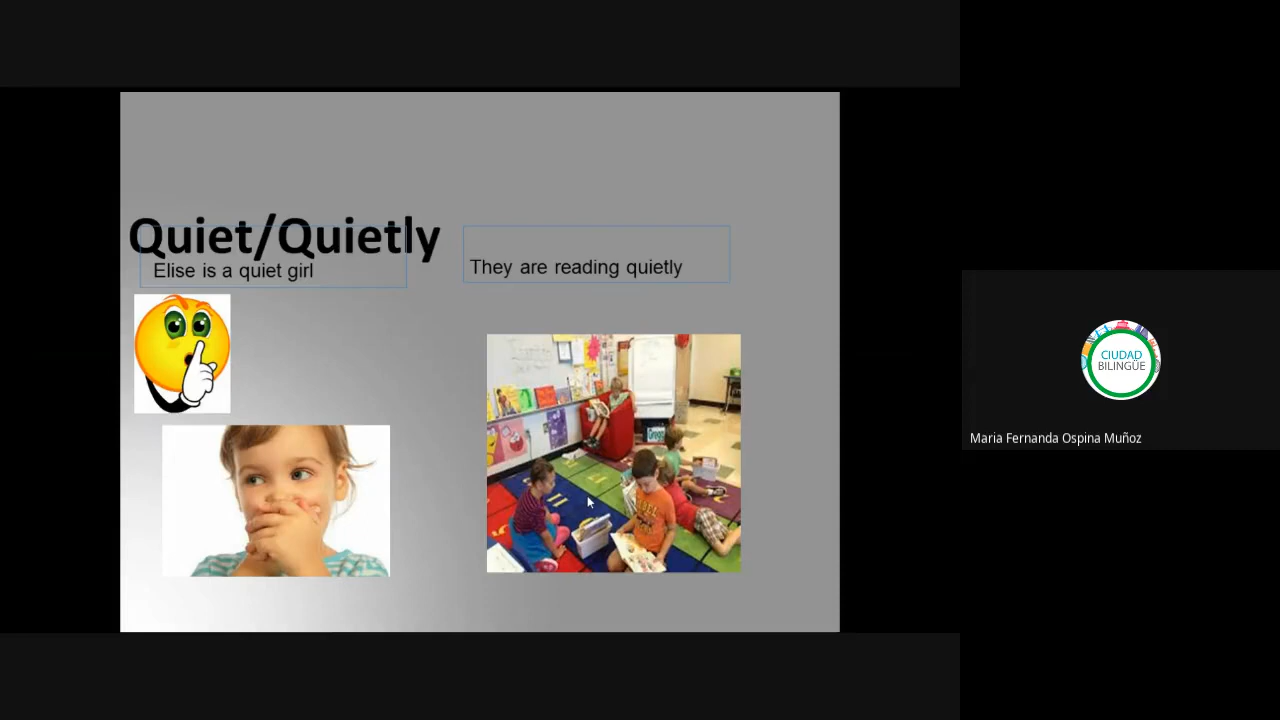 Quiet/Quietly
Elise is a quiet girl
They are reading quietly
CIUDAD
BILINGÜE
Maria Fernanda Ospina Muñoz